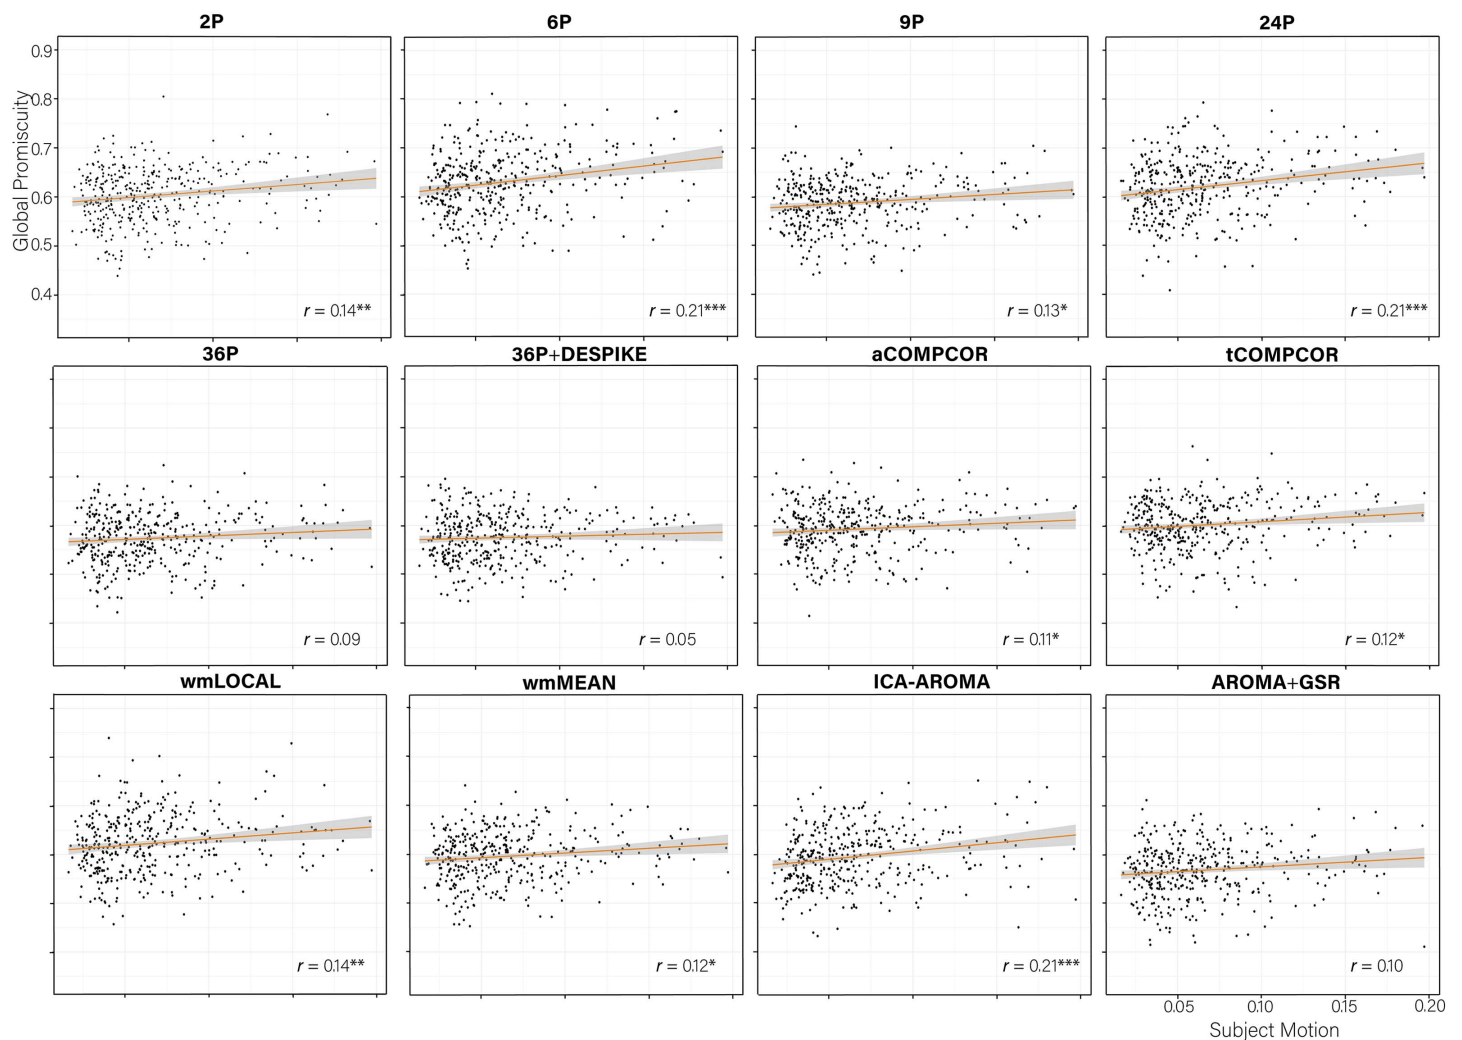 2P 6P 9P 24P
0.9
0.8
0.7
0.6
0.5
0.4
Global Promiscuity
r = 0.14** r = 0.21*** r = 0.13* r = 0.21***
36P 36P+DESPIKE aCOMPCOR tCOMPCOR
r = 0.09 r = 0.05 r = 0.11* r = 0.12*
wmLOCAL wmMEAN ICA-AROMA AROMA+GSR
r = 0.14** r = 0.12* r = 0.21*** r = 0.10
0.05 0.10 0.15 0.20
Subject Motion